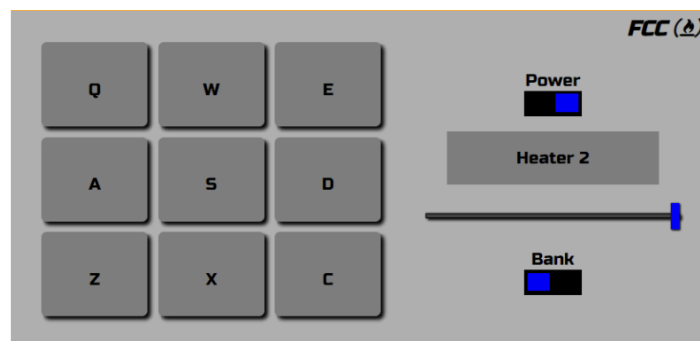 FCC (🔥)
Q W E
Power
A S D
Heater 2
Z X C
Bank